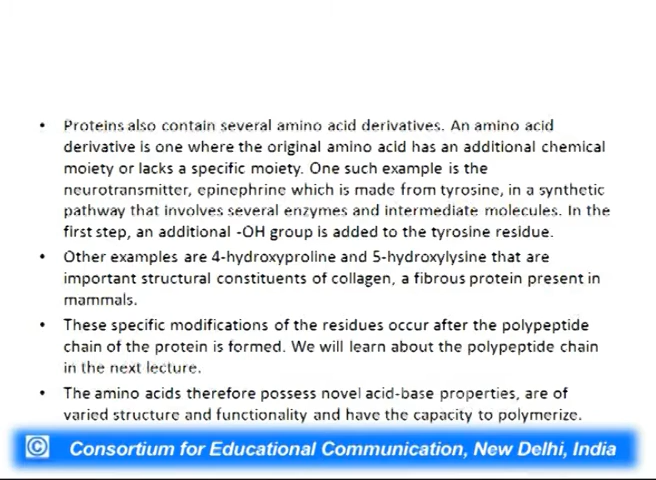 • Proteins also contain several amino acid derivatives. An amino acid
derivative is one where the original amino acid has an additional chemical
moiety or lacks a specific moiety. One such example is the
neurotransmitter, epinephrine which is made from tyrosine, in a synthetic
pathway that involves several enzymes and intermediate molecules. In the
first step, an additional -OH group is added to the tyrosine residue.
• Other examples are 4-hydroxyproline and 5-hydroxylysine that are
important structural constituents of collagen, a fibrous protein present in
mammals.
• These specific modifications of the residues occur after the polypeptide
chain of the protein is formed. We will learn about the polypeptide chain
in the next lecture.
• The amino acids therefore possess novel acid-base properties, are of
varied structure and functionality and have the capacity to polymerize.
© Consortium for Educational Communication, New Delhi, India